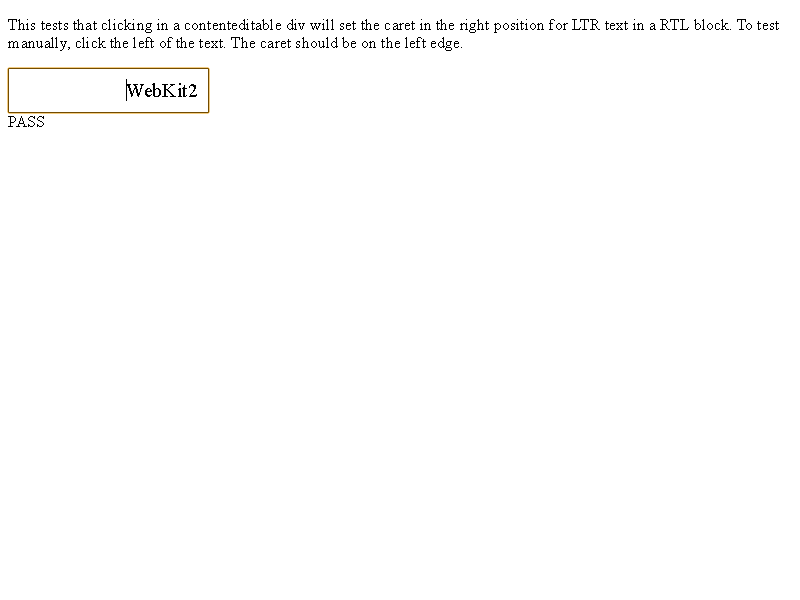 This tests that clicking in a contenteditable div will set the caret in the right position for LTR text in a RTL block. To test
manually, click the left of the text. The caret should be on the left edge.
WebKit2
PASS